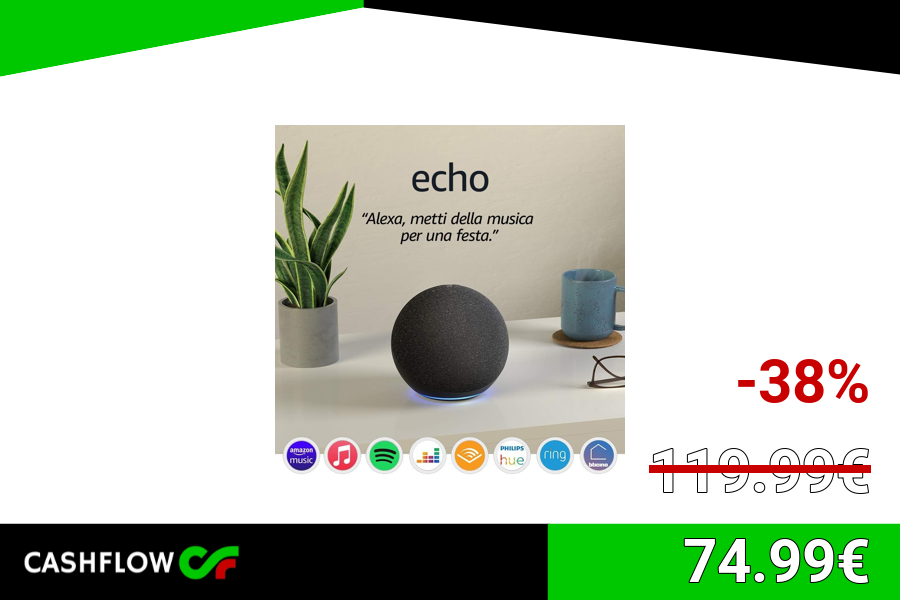 echo
“Alexa, metti della musica
per una festa.”
amazon
music
PHILIPS
hue
ring
-38%
119.99€
CASHFLOW
74.99€